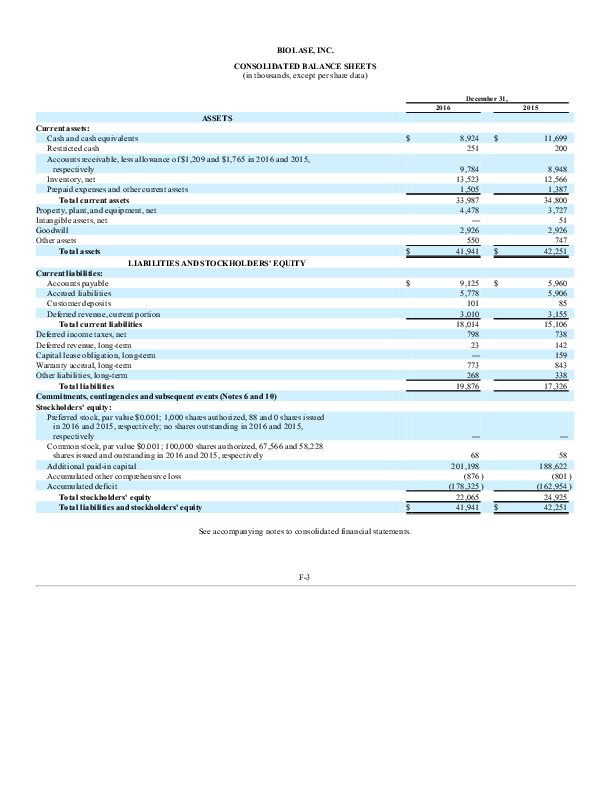 BIOLASE, INC.
CONSOLIDATED BALANCE SHEETS
(in thousands, except per share data)
December 31,
2016 2015
ASSETS
Current assets:
Cash and cash equivalents $ 8,924 $ 11,699
Restricted cash 251 200
Accounts receivable, less allowance of $1,209 and $1,765 in 2016 and 2015,
respectively 9,784 8,948
Inventory, net 13,523 12,566
Prepaid expenses and other current assets 1,505 1,387
Total current assets 33,987 34,800
Property, plant, and equipment, net 4,478 3,727
Intangible assets, net — 51
Goodwill 2,926 2,926
Other assets 550 747
Total assets $ 41,941 $ 42,251
LIABILITIES AND STOCKHOLDERS' EQUITY
Current liabilities:
Accounts payable $ 9,125 $ 5,960
Accrued liabilities 5,778 5,906
Customer deposits 101 85
Deferred revenue, current portion 3,010 3,155
Total current liabilities 18,014 15,106
Deferred income taxes, net 798 738
Deferred revenue, long-term 23 142
Capital lease obligation, long-term — 159
Warranty accrual, long-term 773 843
Other liabilities, long-term 268 338
Total liabilities 19,876 17,326
Commitments, contingencies and subsequent events (Notes 6 and 10)
Stockholders' equity:
Preferred stock, par value $0.001; 1,000 shares authorized, 88 and 0 shares issued
in 2016 and 2015, respectively; no shares outstanding in 2016 and 2015,
respectively — —
Common stock, par value $0.001; 100,000 shares authorized, 67,566 and 58,228
shares issued and outstanding in 2016 and 2015, respectively 68 58
Additional paid-in capital 201,198 188,622
Accumulated other comprehensive loss (876) (801)
Accumulated deficit (178,325) (162,954)
Total stockholders' equity 22,065 24,925
Total liabilities and stockholders' equity $ 41,941 $ 42,251
See accompanying notes to consolidated financial statements.
F-3